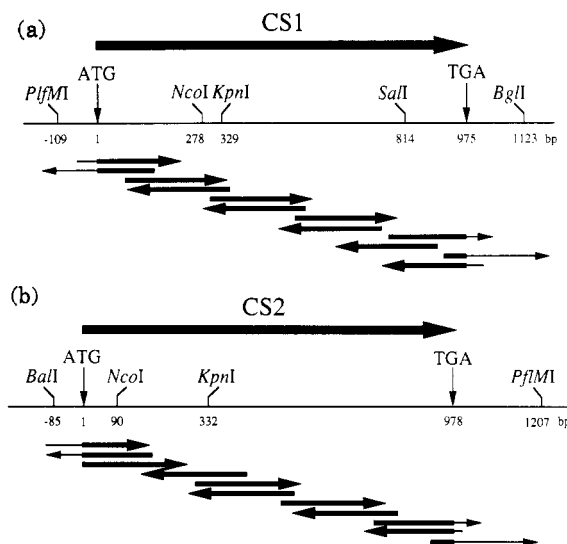 (a)
CS1
ATG
TGA
PlfMI
NcoI KpnI
SalI
BglI
-109
1
278
329
814
975
1123
bp
(b)
CS2
ATG
TGA
BalI
NcoI
KpnI
PflMI
-85
1
90
332
978
1207
bp